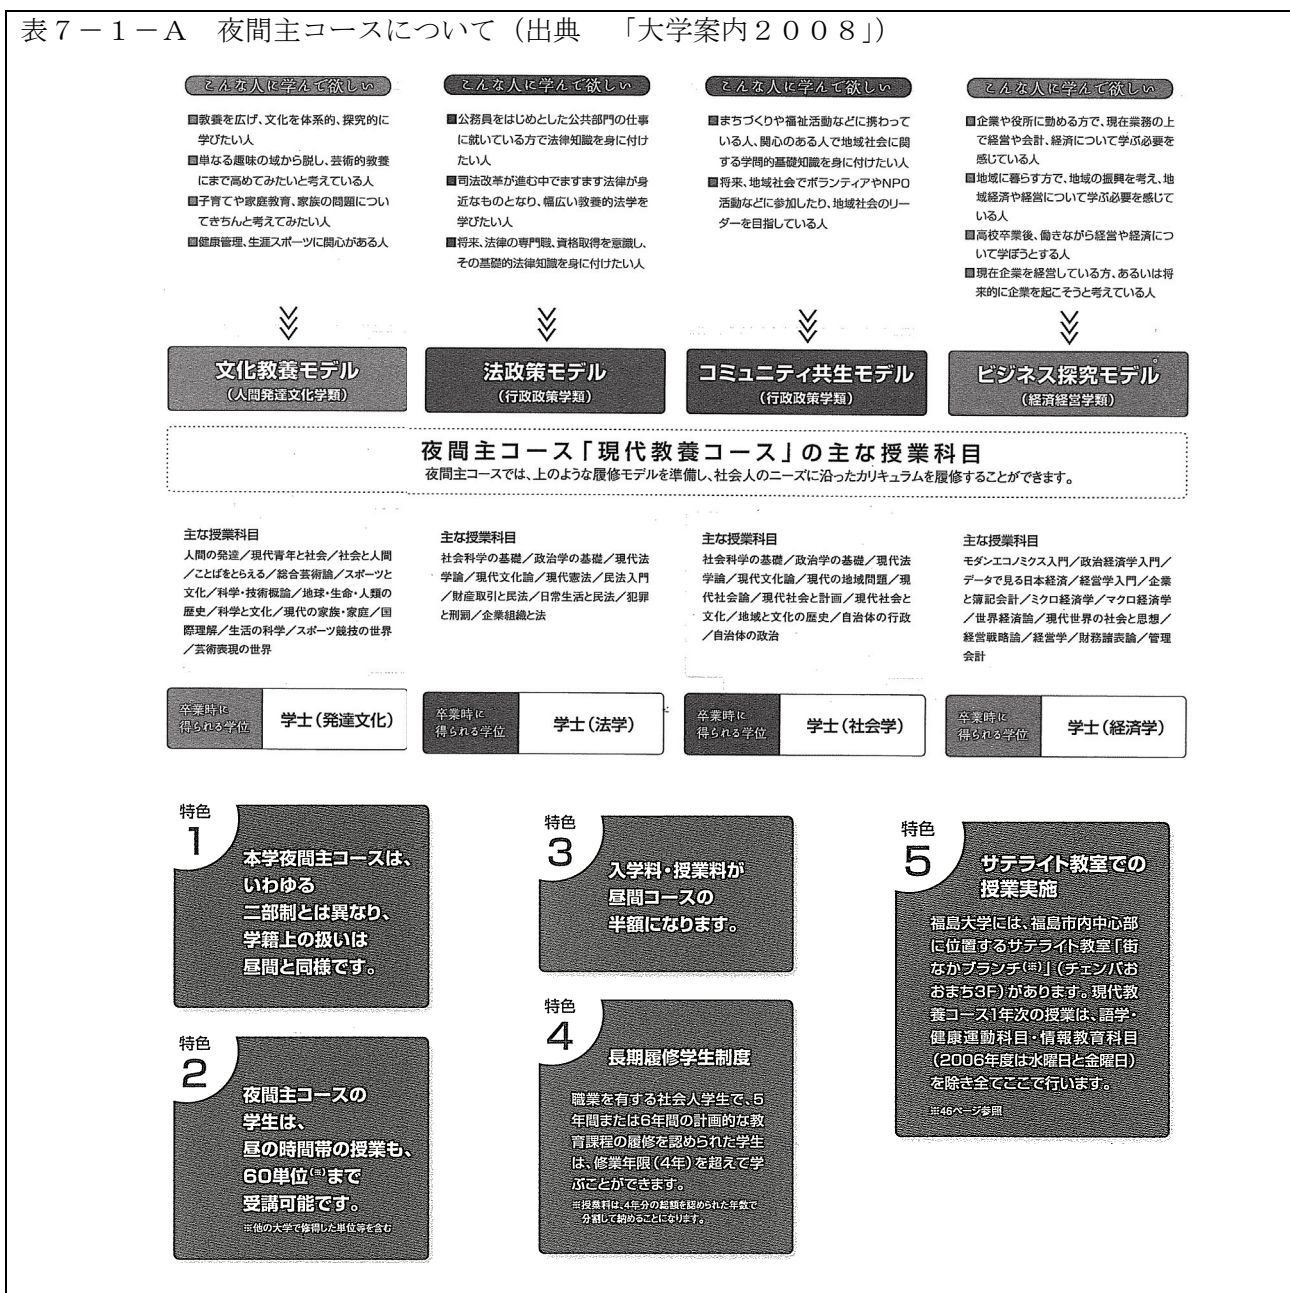 表7－1－A　夜間主コースについて（出典　「大学案内2008」）
こんな人に学んで欲しい
■教養を広げ、文化を体系的、探究的に
学びたい人
■単なる趣味の域から脱し、芸術的教養
にまで高めてみたいと考えている人
■子育てや家庭教育、家族の問題につい
てきちんと考えてみたい人
■健康管理、生涯スポーツに関心がある人
こんな人に学んで欲しい
■公務員をはじめとした公共部門の仕事
に就いている方で法律知識を身に付け
たい人
■司法改革が進む中でますます法律が身
近なものとなり、幅広い教養的法学を
学びたい人
■将来、法律の専門職、資格取得を意識し、
その基礎的法律知識を身に付けたい人
こんな人に学んで欲しい
■まちづくりや福祉活動などに携わって
いる人、関心のある人で地域社会に関
する学問的基礎知識を身に付けたい人
■将来、地域社会でボランティアやNPO
活動などに参加したり、地域社会のリー
ダーを目指している人
こんな人に学んで欲しい
■企業や役所に勤める方で、現在業務の上
で経営や会計、経済について学ぶ必要を
感じている人
■地域に暮らす方で、地域の振興を考え、地
域経済や経営について学ぶ必要を感じて
いる人
■高校卒業後、働きながら経営や経済につ
いて学ぼうとする人
■現在企業を経営している方、あるいは将
来的に企業を起こそうと考えている人
文化教養モデル
（人間発達文化学類）
法政策モデル
（行政政策学類）
コミュニティ共生モデル
（行政政策学類）
ビジネス探究モデル
（経済経営学類）
夜間主コース「現代教養コース」の主な授業科目
夜間主コースでは、上のような履修モデルを準備し、社会人のニーズに沿ったカリキュラムを履修することができます。
主な授業科目
人間の発達／現代青年と社会／社会と人間
／ことばをとらえる／総合芸術論／スポーツと
文化／科学・技術概論／地球・生命・人類の
歴史／科学と文化／現代の家族・家庭／国
際理解／生活の科学／スポーツ競技の世界
／芸術表現の世界
主な授業科目
社会科学の基礎／政治学の基礎／現代法
学論／現代文化論／現代憲法／民法入門
／財産取引と民法／日常生活と民法／犯罪
と刑罰／企業組織と法
主な授業科目
社会科学の基礎／政治学の基礎／現代法
学論／現代文化論／現代の地域問題／現
代社会論／現代社会と計画／現代社会と
文化／地域と文化の歴史／自治体の行政
／自治体の政治
主な授業科目
モダンエコノミクス入門／政治経済学入門／
データで見る日本経済／経営学入門／企業
と簿記会計／ミクロ経済学／マクロ経済学
／世界経済論／現代世界の社会と思想／
経営戦略論／経営学／財務諸表論／管理
会計
卒業時に
得られる学位
学士（発達文化）
卒業時に
得られる学位
学士（法学）
卒業時に
得られる学位
学士（社会学）
卒業時に
得られる学位
学士（経済学）
特色
1
本学夜間主コースは、
いわゆる
二部制とは異なり、
学籍上の扱いは
昼間と同様です。
特色
2
夜間主コースの
学生は、
昼の時間帯の授業も、
60単位(※)まで
受講可能です。
※他の大学で修得した単位等を含む
特色
3
入学料・授業料が
昼間コースの
半額になります。
特色
4
長期履修学生制度
職業を有する社会人学生で、5
年間または6年間の計画的な教
育課程の履修を認められた学生
は、修業年限（4年）を超えて学
ぶことができます。
※授業料は、4年分の総額を認められた年数で
分割して納めることになります。
特色
5
サテライト教室での
授業実施
福島大学には、福島市内中心部
に位置するサテライト教室「街
なかブランチ(※)」（チェンバお
おまち3F）があります。現代教
養コース1年次の授業は、語学・
健康運動科目・情報教育科目
（2006年度は水曜日と金曜日）
を除き全てここで行います。
※46ページ参照